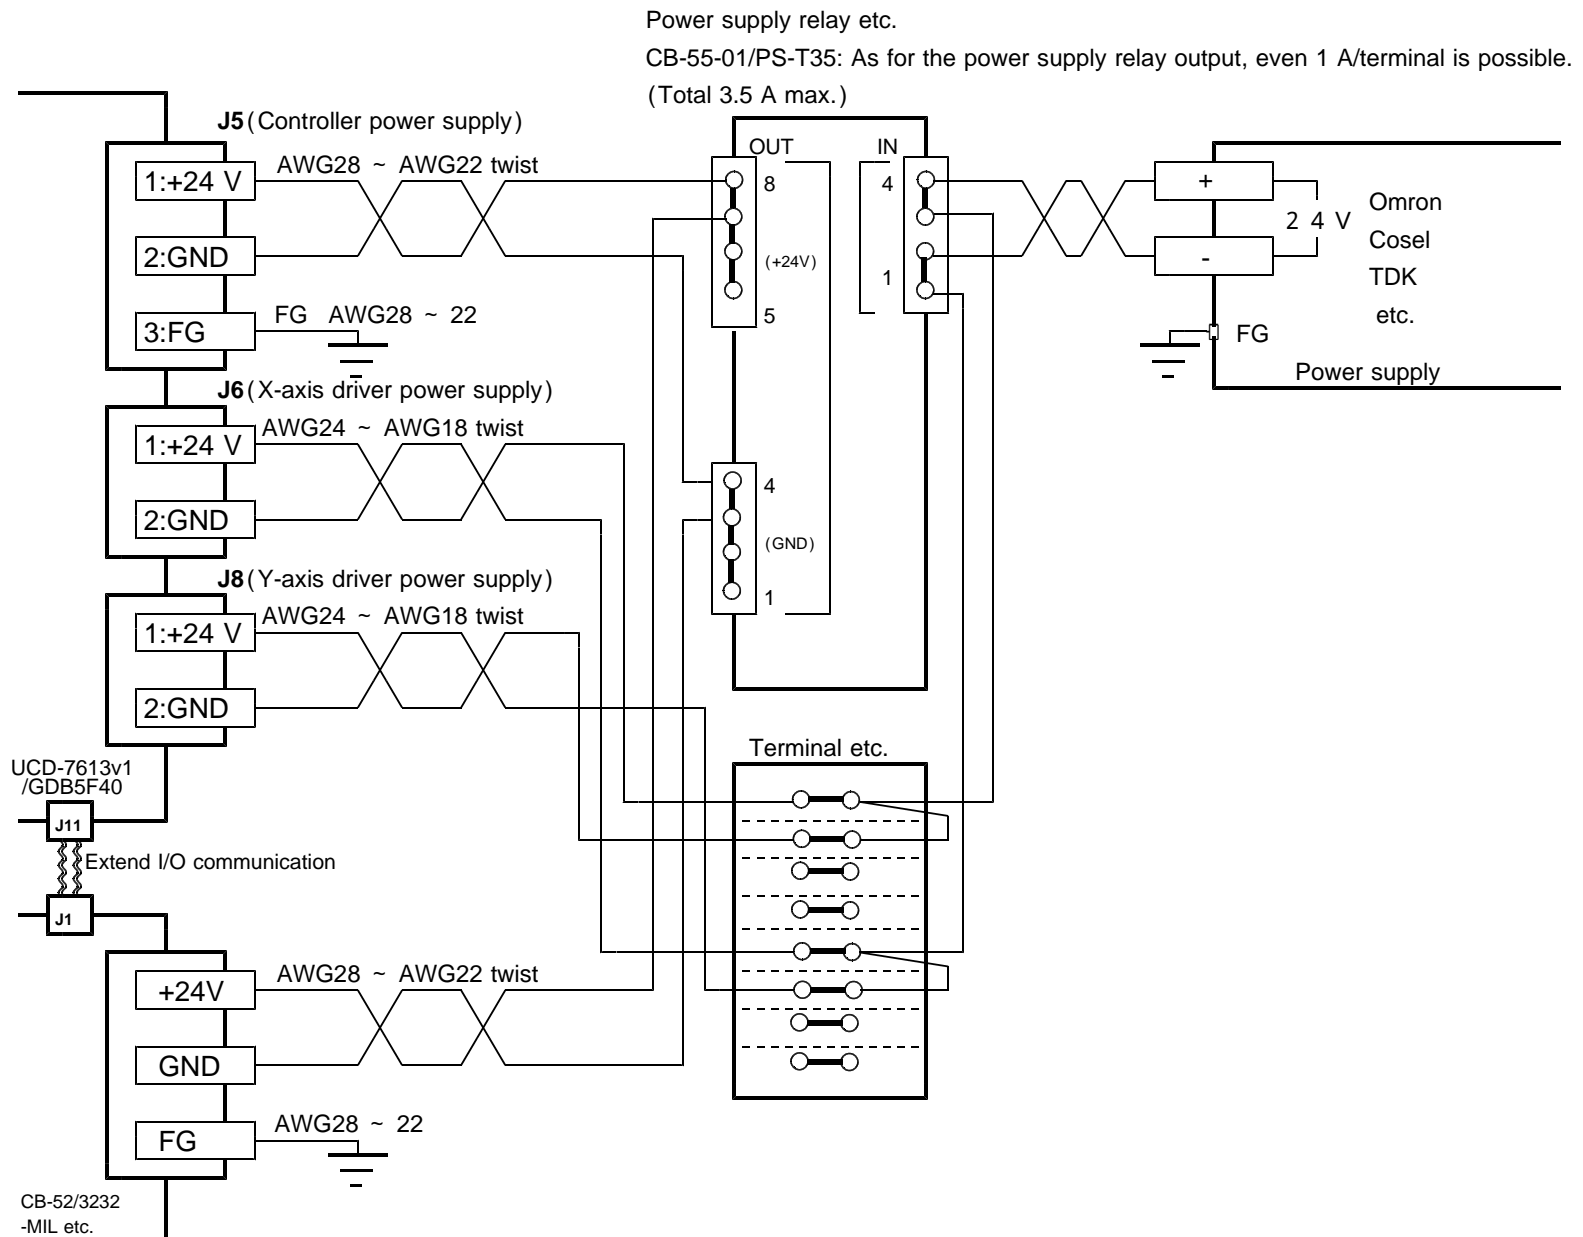 Power supply relay etc.
CB-55-01/PS-T35: As for the power supply relay output, even 1 A/terminal is possible.
(Total 3.5 A max.)
J5(Controller power supply)
AWG28 ~ AWG22 twist
1:+24 V
2:GND
FG AWG28 ~ 22
3:FG
J6(X-axis driver power supply)
AWG24 ~ AWG18 twist
1:+24 V
2:GND
J8(Y-axis driver power supply)
AWG24 ~ AWG18 twist
1:+24 V
2:GND
UCD-7613v1
/GDB5F40
J11
Extend I/O communication
J1
AWG28 ~ AWG22 twist
+24V
GND
AWG28 ~ 22
FG
CB-52/3232
-MIL etc.
OUT
8
(+24V)
5
4
(GND)
1
IN
4
1
Terminal etc.
+
-
2 4 V
Omron
Cosel
TDK
etc.
FG
Power supply